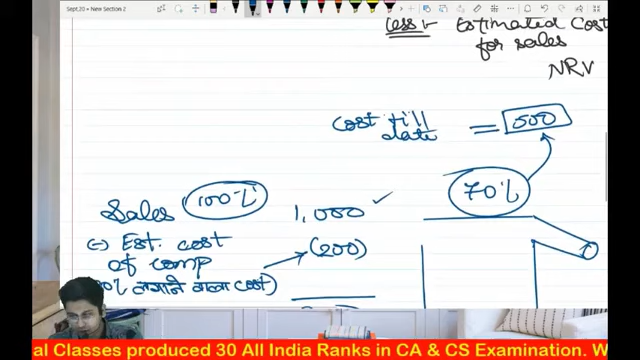 Sept.20 + New Section 2
Less :- Estimated Cost
for sales
NRV
Cost till
date = 500
70%
Sales 100% 1,000
(-) Est. cost
of comp (200)
0% लगाने वाला cost)
al Classes produced 30 All India Ranks in CA & CS Examination. W